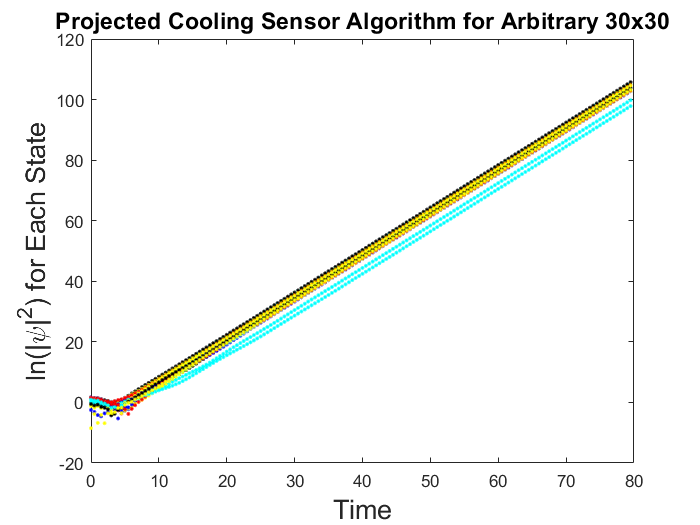 Projected Cooling Sensor Algorithm for Arbitrary 30x30
120
100
80
60
40
20
0
-20
ln(|ψ|²) for Each State
0 10 20 30 40 50 60 70 80
Time